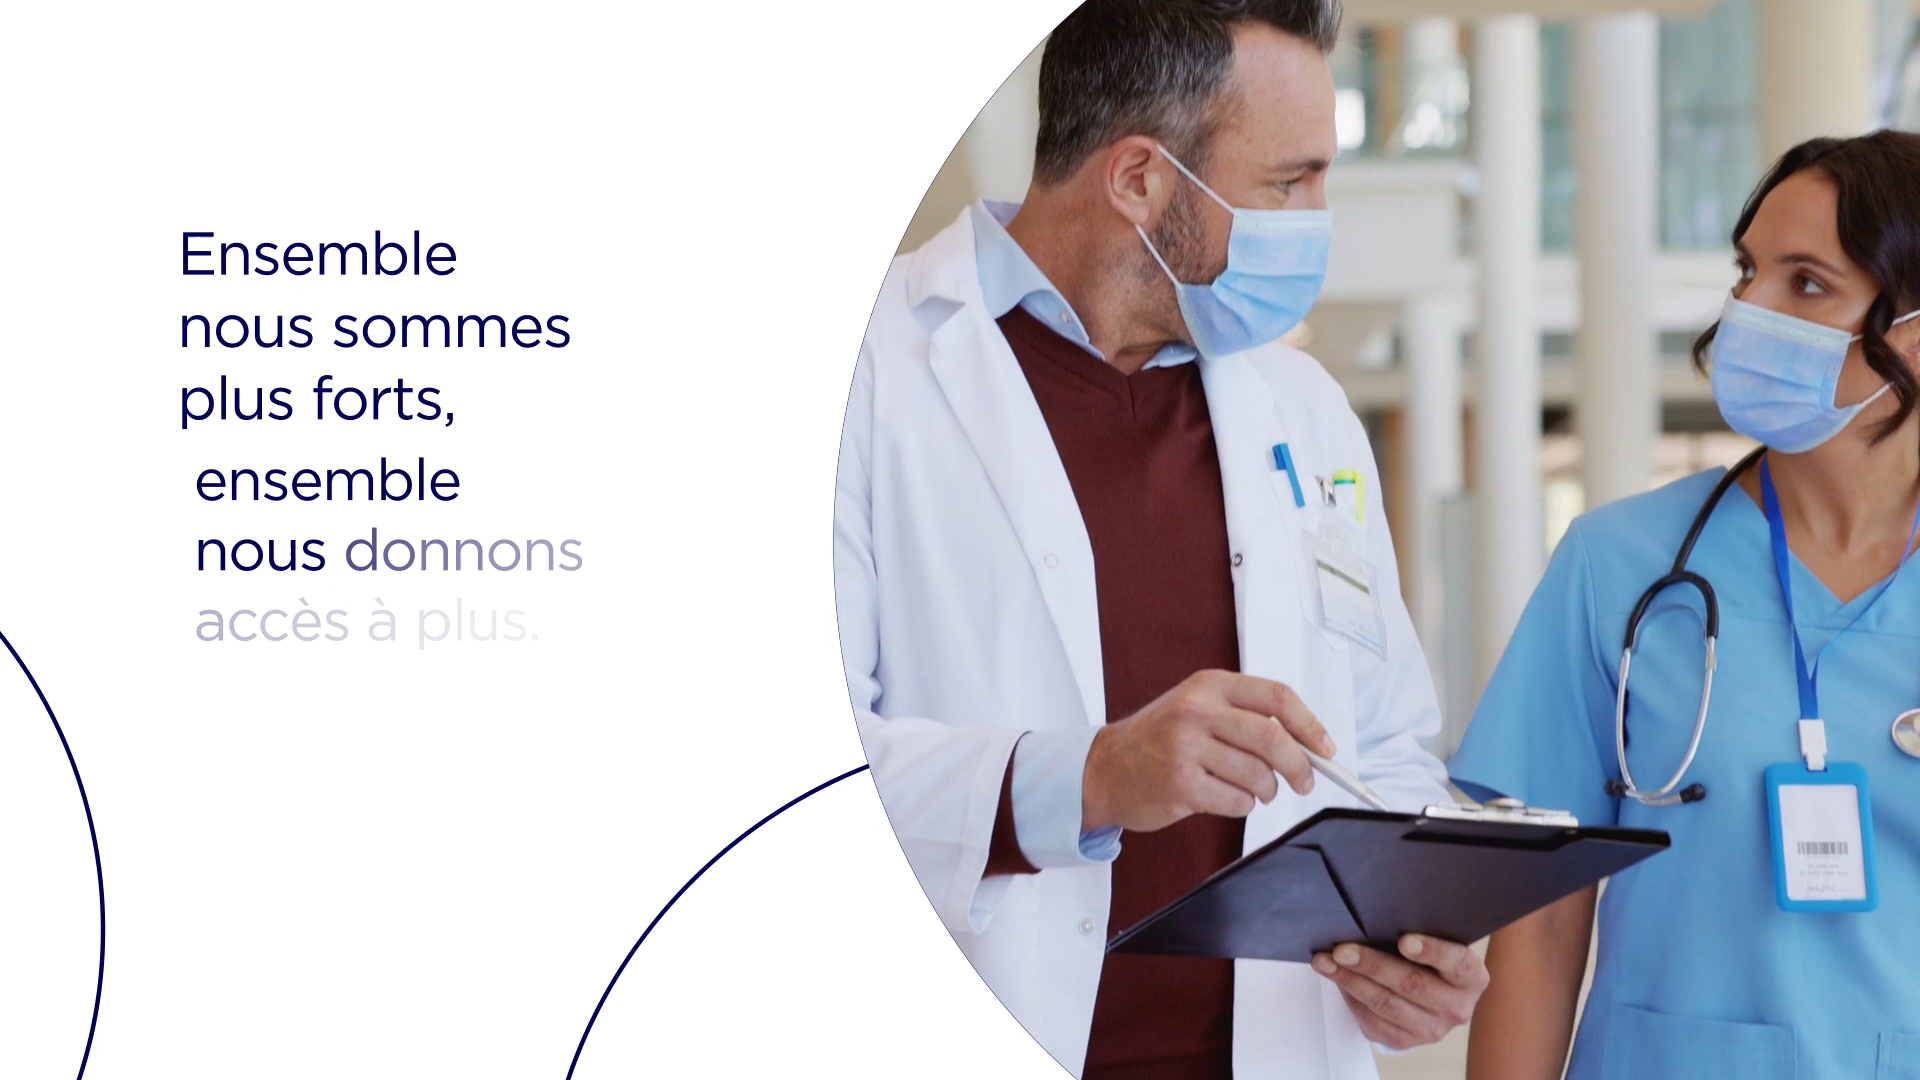 Ensemble
nous sommes
plus forts,
ensemble
nous donnons
accès à plus.